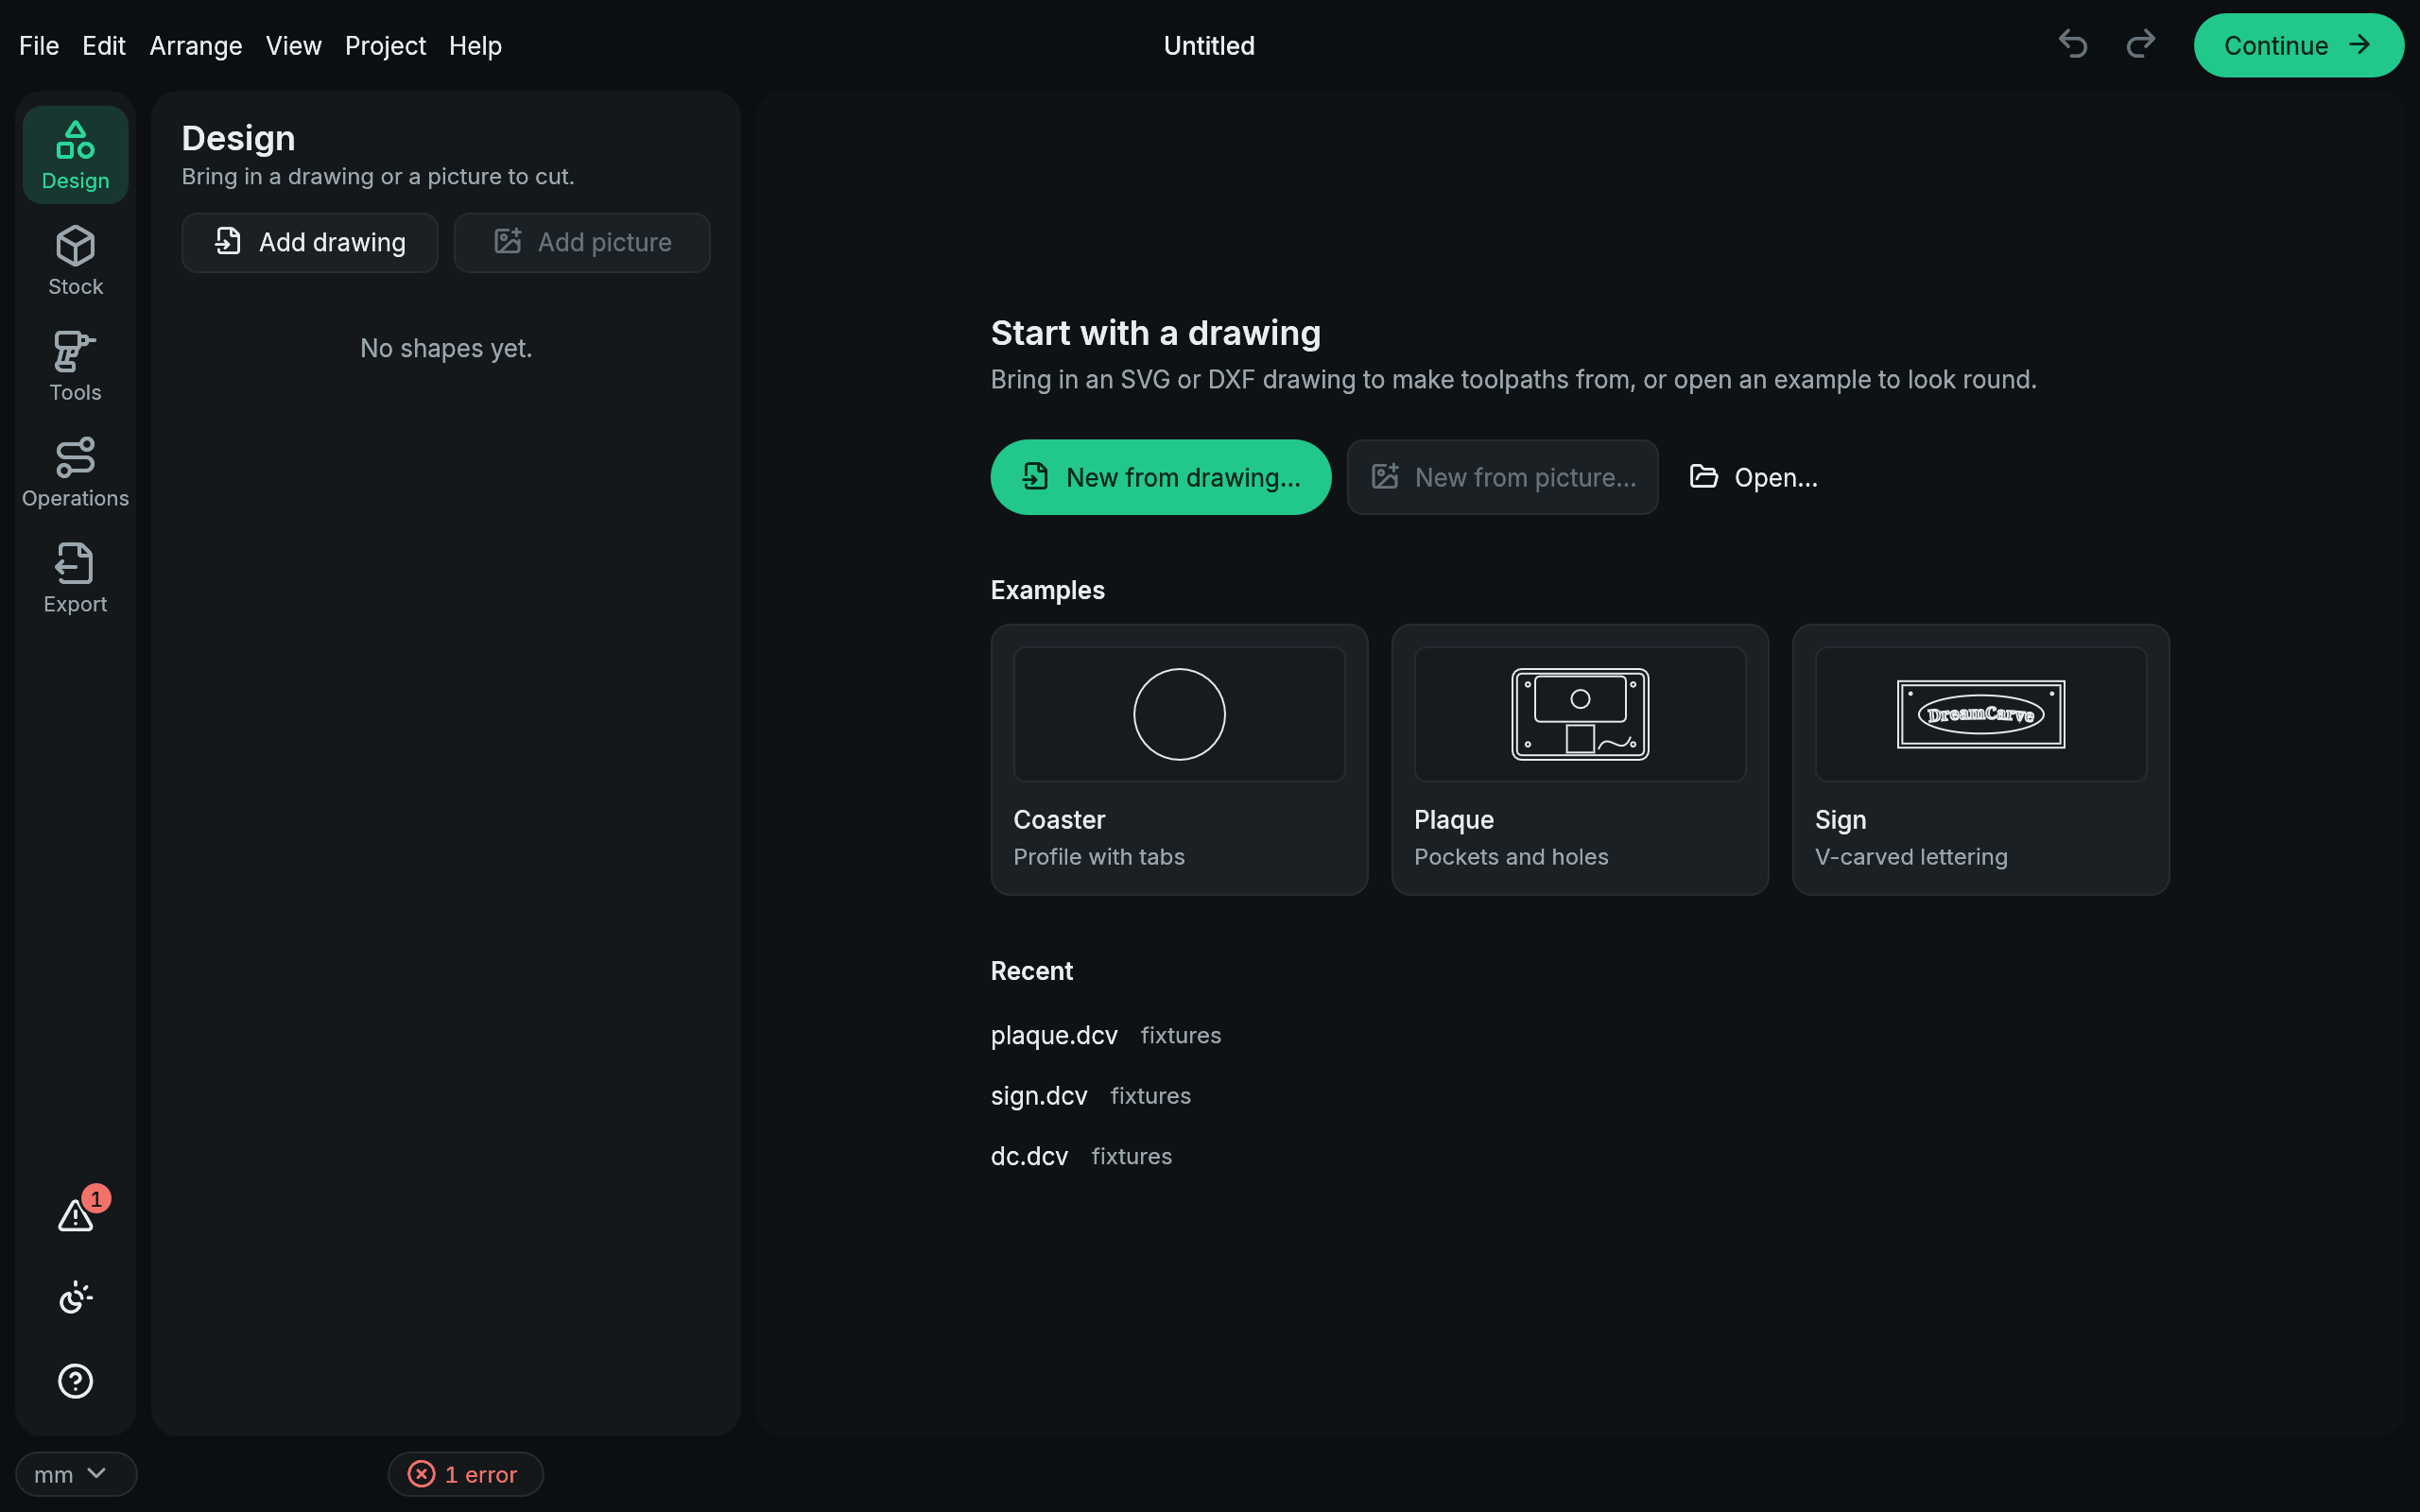 File Edit Arrange View Project Help
Untitled
Continue
Design
Stock
Tools
Operations
Export
1
Design
Bring in a drawing or a picture to cut.
Add drawing
Add picture
No shapes yet.
Start with a drawing
Bring in an SVG or DXF drawing to make toolpaths from, or open an example to look round.
New from drawing...
New from picture...
Open...
Examples
DreamCarve
Coaster
Profile with tabs
Plaque
Pockets and holes
Sign
V-carved lettering
Recent
plaque.dcv fixtures
sign.dcv fixtures
dc.dcv fixtures
mm
1 error